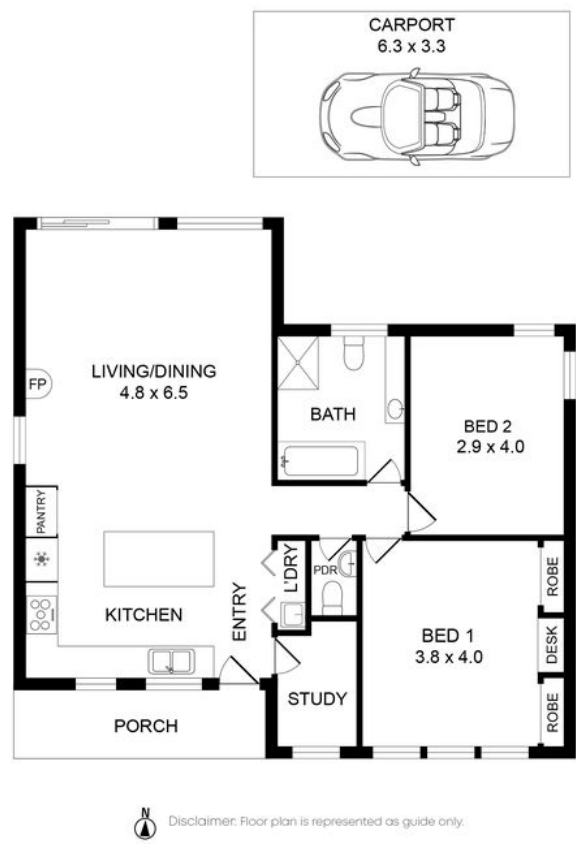 CARPORT
6.3 x 3.3
LIVING/DINING
4.8 x 6.5
FP
BATH
BED 2
2.9 x 4.0
PANTRY
KITCHEN
ENTRY
L'DRY
PDR
BED 1
3.8 x 4.0
ROBE
DESK
ROBE
STUDY
PORCH
N
Disclaimer: Floor plan is represented as guide only.